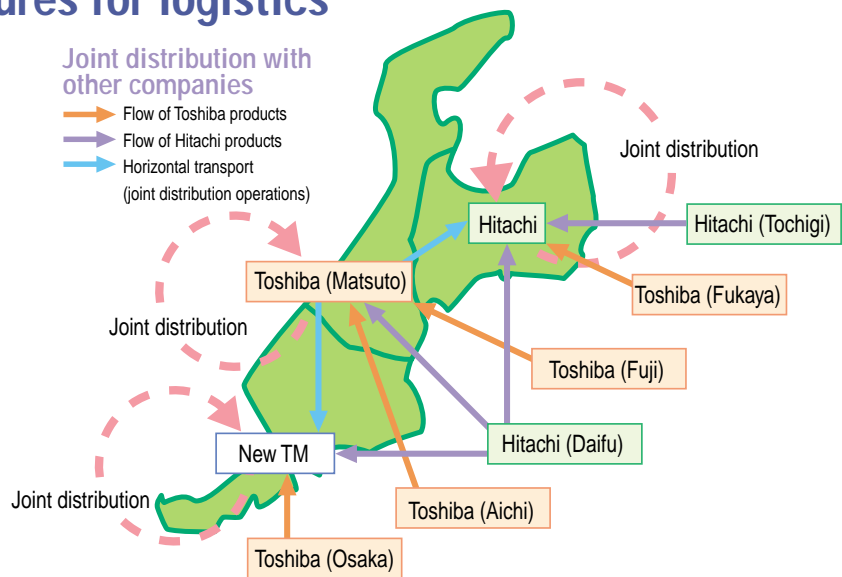 ures for logistics
Joint distribution with
other companies
Flow of Toshiba products
Flow of Hitachi products
Horizontal transport
(joint distribution operations)
Joint distribution
Hitachi
Hitachi (Tochigi)
Toshiba (Matsuto)
Toshiba (Fukaya)
Joint distribution
Toshiba (Fuji)
New TM
Hitachi (Daifu)
Joint distribution
Toshiba (Aichi)
Toshiba (Osaka)